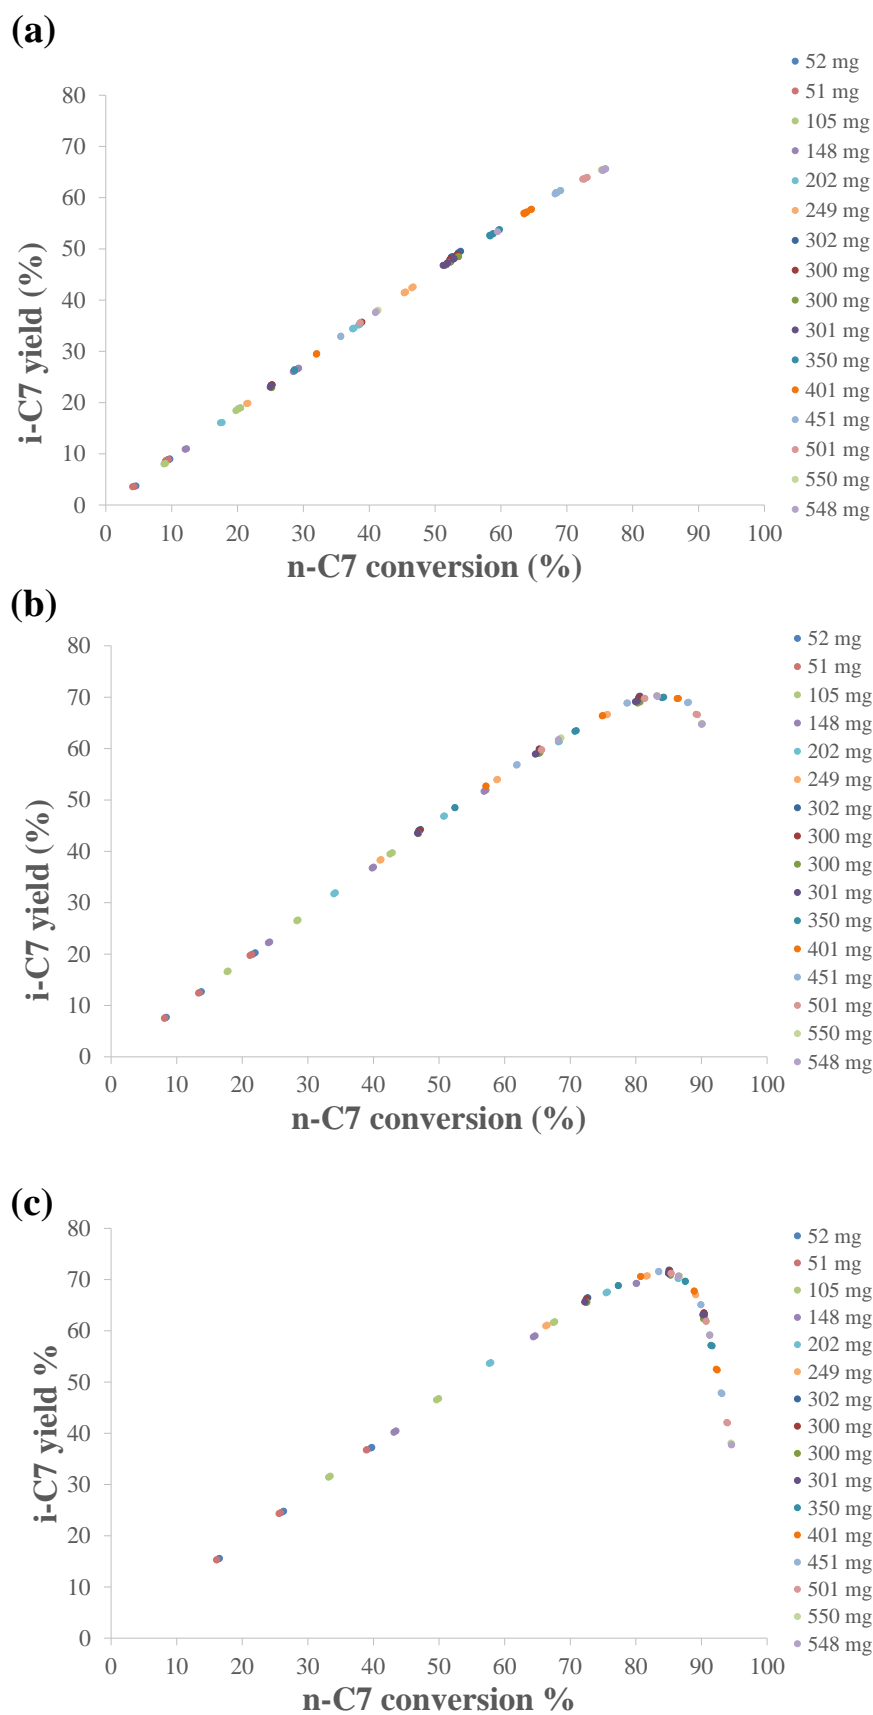 (a)
80
70
60
50
40
30
20
10
0
i-C7 yield (%)
0 10 20 30 40 50 60 70 80 90 100
n-C7 conversion (%)
52 mg
51 mg
105 mg
148 mg
202 mg
249 mg
302 mg
300 mg
300 mg
301 mg
350 mg
401 mg
451 mg
501 mg
550 mg
548 mg
(b)
80
70
60
50
40
30
20
10
0
i-C7 yield (%)
0 10 20 30 40 50 60 70 80 90 100
n-C7 conversion (%)
52 mg
51 mg
105 mg
148 mg
202 mg
249 mg
302 mg
300 mg
300 mg
301 mg
350 mg
401 mg
451 mg
501 mg
550 mg
548 mg
(c)
80
70
60
50
40
30
20
10
0
i-C7 yield %
0 10 20 30 40 50 60 70 80 90 100
n-C7 conversion %
52 mg
51 mg
105 mg
148 mg
202 mg
249 mg
302 mg
300 mg
300 mg
301 mg
350 mg
401 mg
451 mg
501 mg
550 mg
548 mg